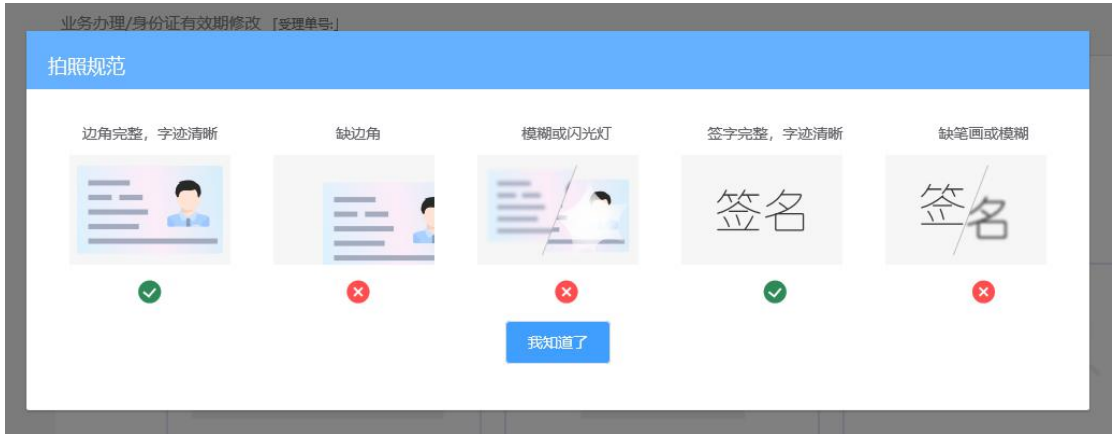 业务办理/身份证有效期修改 「受理单号:」
拍照规范
边角完整，字迹清晰
缺边角
模糊或闪光灯
签字完整，字迹清晰
缺笔画或模糊
签名
签名
我知道了